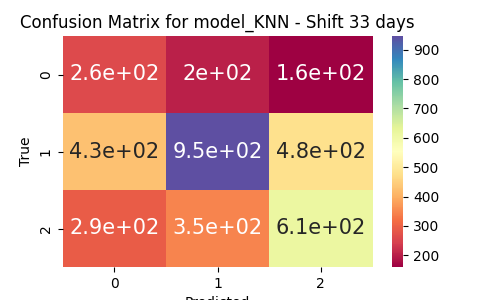 Confusion Matrix for model_KNN - Shift 33 days
0 2.6e+02 2e+02 1.6e+02
1 4.3e+02 9.5e+02 4.8e+02
2 2.9e+02 3.5e+02 6.1e+02
0 1 2
Predicted
True
900
800
700
600
500
400
300
200